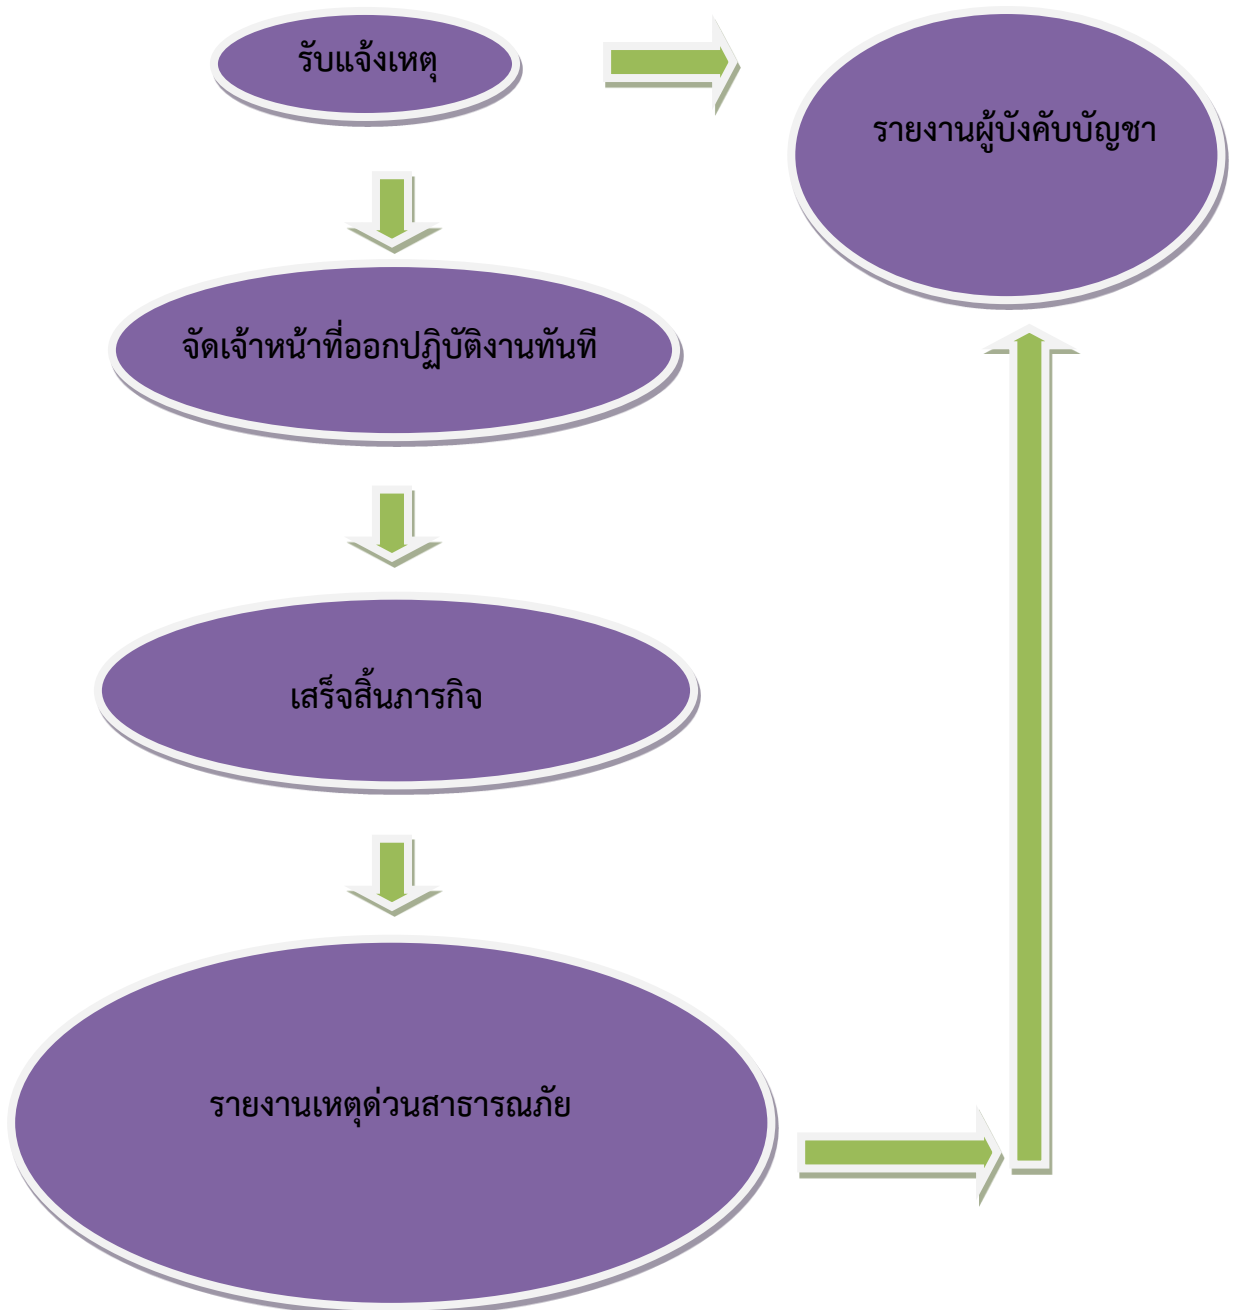 รับแจ้งเหตุ
รายงานผู้บังคับบัญชา
จัดเจ้าหน้าที่ออกปฏิบัติงานทันที
เสร็จสิ้นภารกิจ
รายงานเหตุด่วนสาธารณภัย